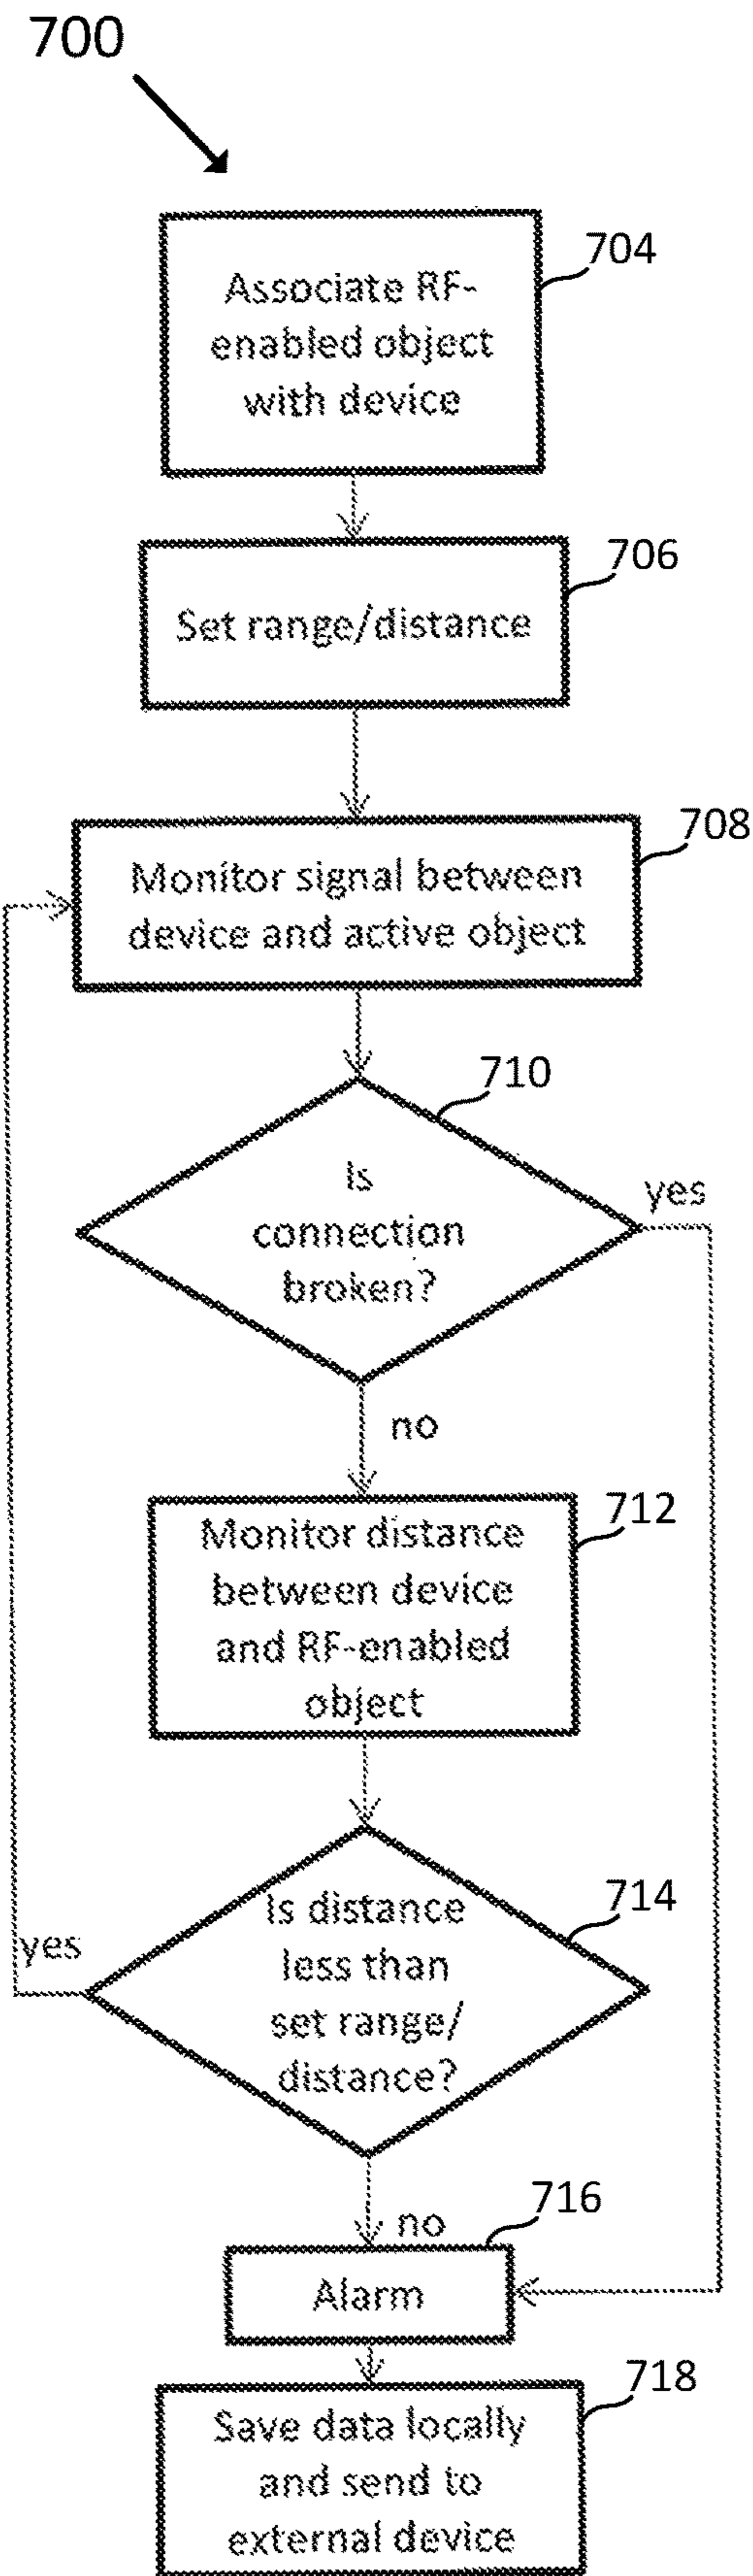 700
704
Associate RF-
enabled object
with device
706
Set range/distance
708
Monitor signal between
device and active object
710
Is
connection
broken?
yes
no
712
Monitor distance
between device
and RF-enabled
object
714
Is distance
less than
set range/
distance?
yes
no
716
Alarm
718
Save data locally
and send to
external device